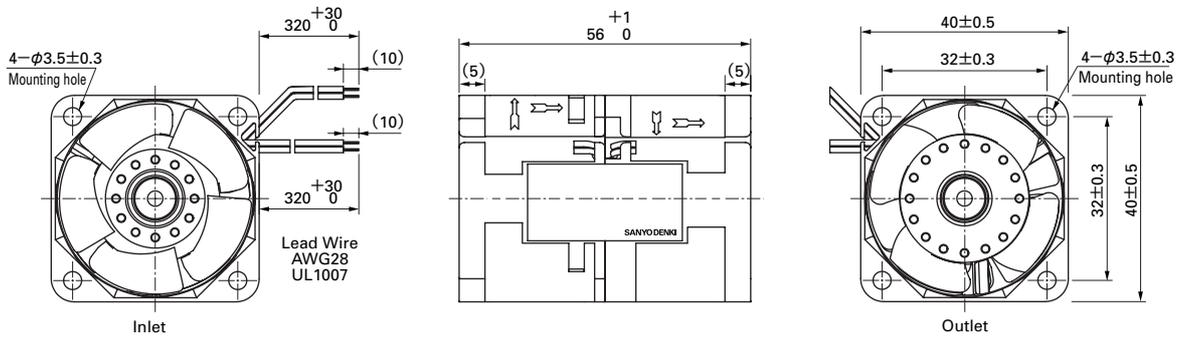 320 +30 0
(10)
4−φ3.5±0.3
Mounting hole
(10)
320 +30 0
Lead Wire
AWG28
UL1007
Inlet
56 +1 0
(5)
(5)
SANYO DENKI
40±0.5
32±0.3
4−φ3.5±0.3
Mounting hole
32±0.3
40±0.5
Outlet